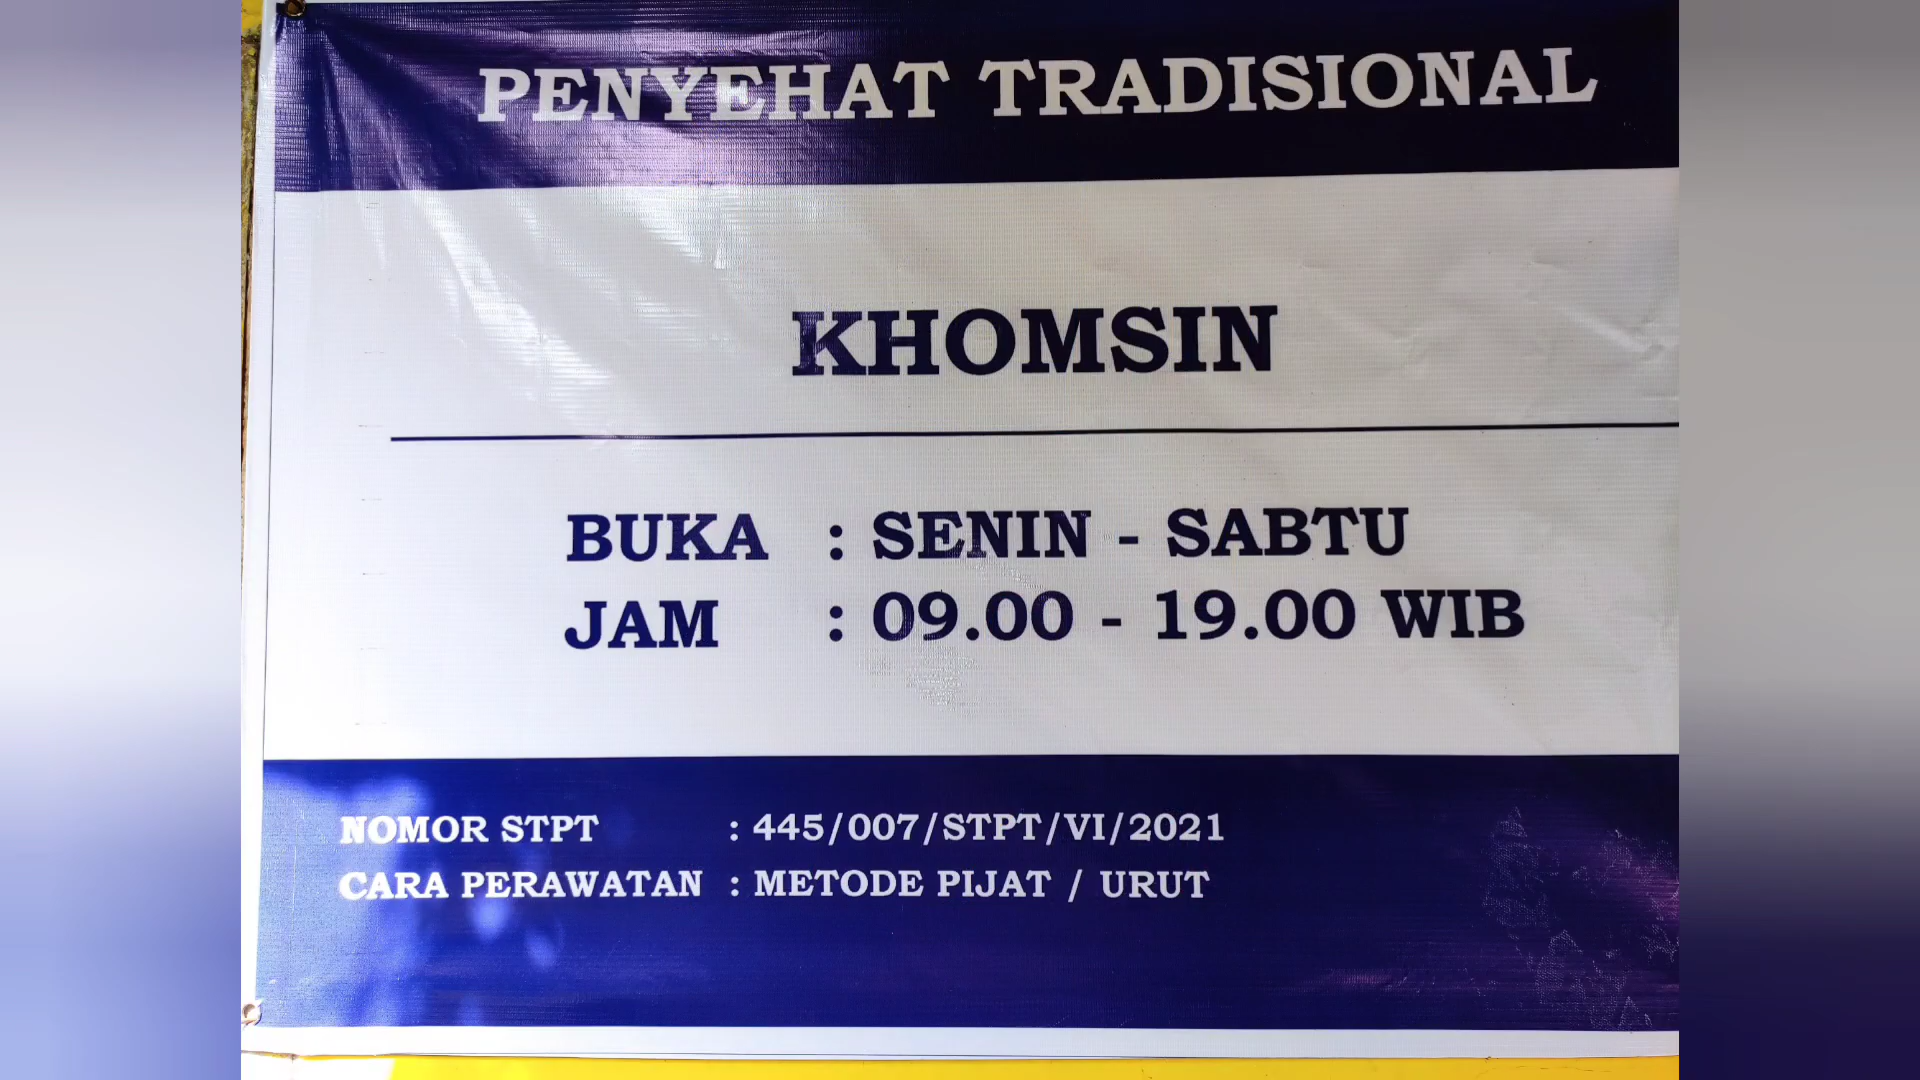 PENYEHAT TRADISIONAL
KHOMSIN
BUKA : SENIN - SABTU
JAM : 09.00 - 19.00 WIB
NOMOR STPT : 445/007/STPT/VI/2021
CARA PERAWATAN : METODE PIJAT / URUT